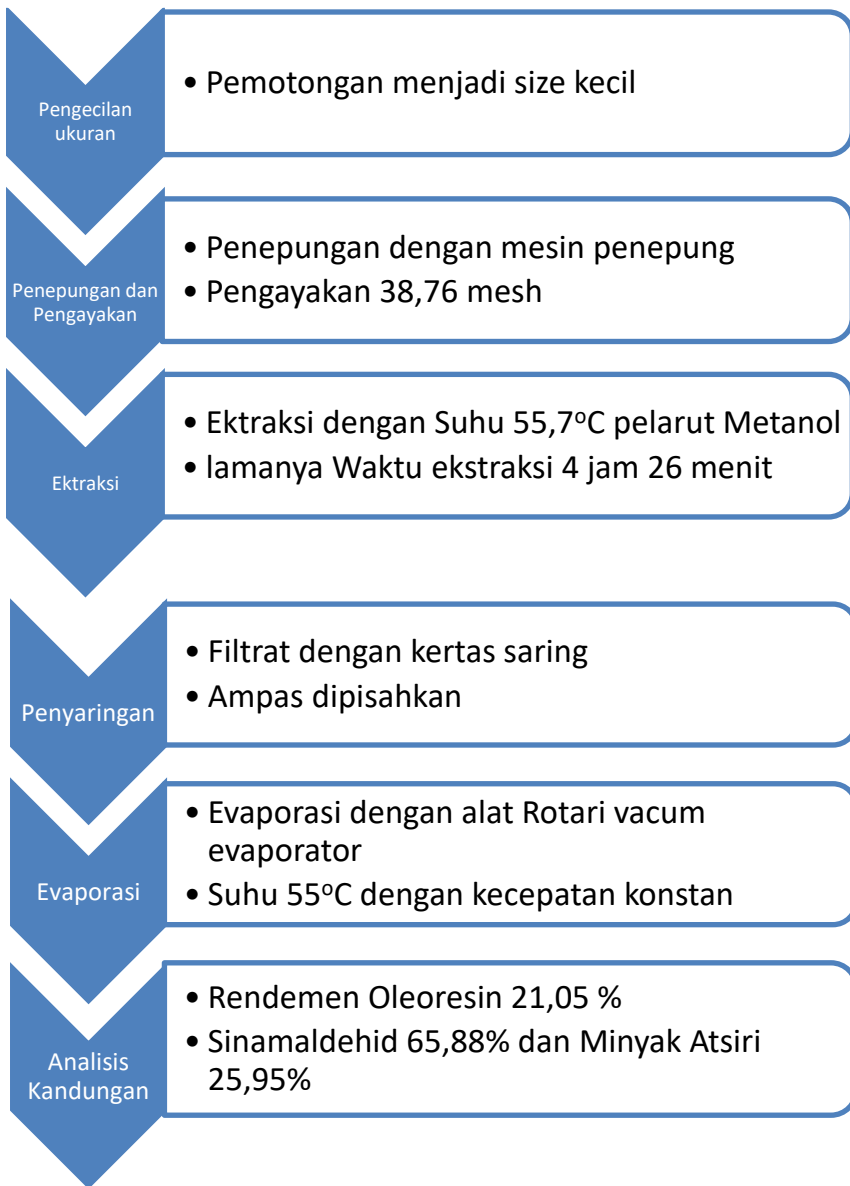 Pengecilan
ukuran
• Pemotongan menjadi size kecil
Penepungan dan
Pengayakan
• Penepungan dengan mesin penepung
• Pengayakan 38,76 mesh
Ektraksi
• Ektraksi dengan Suhu 55,7°C pelarut Metanol
• lamanya Waktu ekstraksi 4 jam 26 menit
Penyaringan
• Filtrat dengan kertas saring
• Ampas dipisahkan
Evaporasi
• Evaporasi dengan alat Rotari vacum
evaporator
• Suhu 55°C dengan kecepatan konstan
Analisis
Kandungan
• Rendemen Oleoresin 21,05 %
• Sinamaldehid 65,88% dan Minyak Atsiri
25,95%